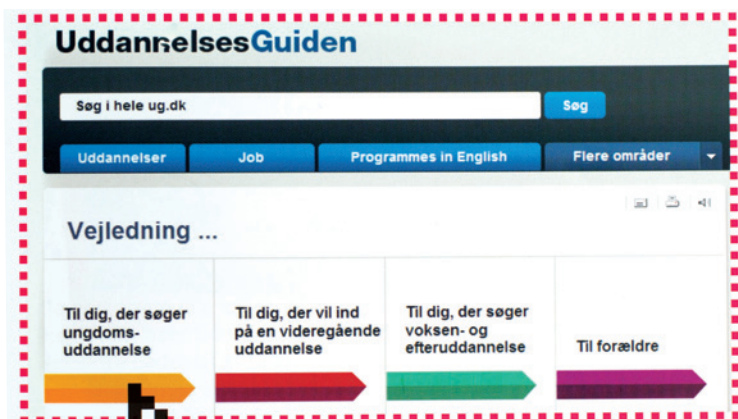 UddannelsesGuiden
Søg i hele ug.dk
Søg
Uddannelser
Job
Programmes in English
Flere områder
Vejledning ...
Til dig, der søger
ungdoms-
uddannelse
Til dig, der vil ind
på en videregående
uddannelse
Til dig, der søger
voksen- og
efteruddannelse
Til forældre